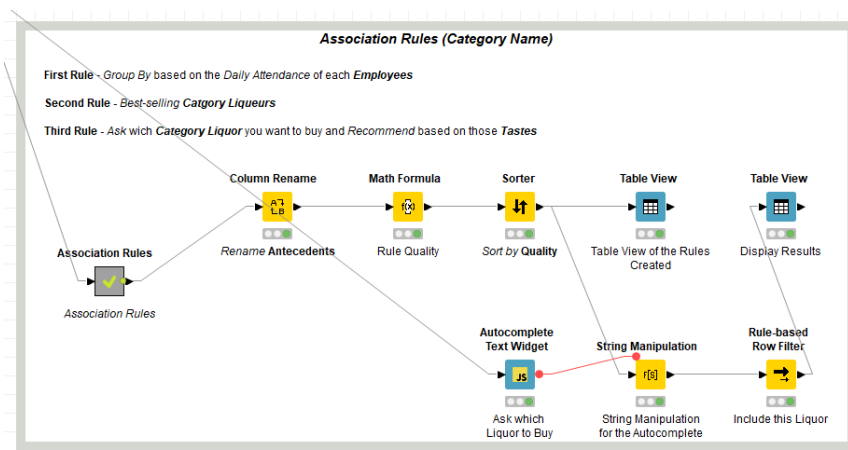 Association Rules (Category Name)
First Rule - Group By based on the Daily Attendance of each Employees
Second Rule - Best-selling Catgory Liqueurs
Third Rule - Ask wich Category Liquor you want to buy and Recommend based on those Tastes
Column Rename
Math Formula
Sorter
Table View
Table View
Rename Antecedents
Rule Quality
Sort by Quality
Table View of the Rules
Created
Display Results
Association Rules
Association Rules
Autocomplete
Text Widget
String Manipulation
Rule-based
Row Filter
JS
Ask which
Liquor to Buy
String Manipulation
for the Autocomplete
Include this Liquor